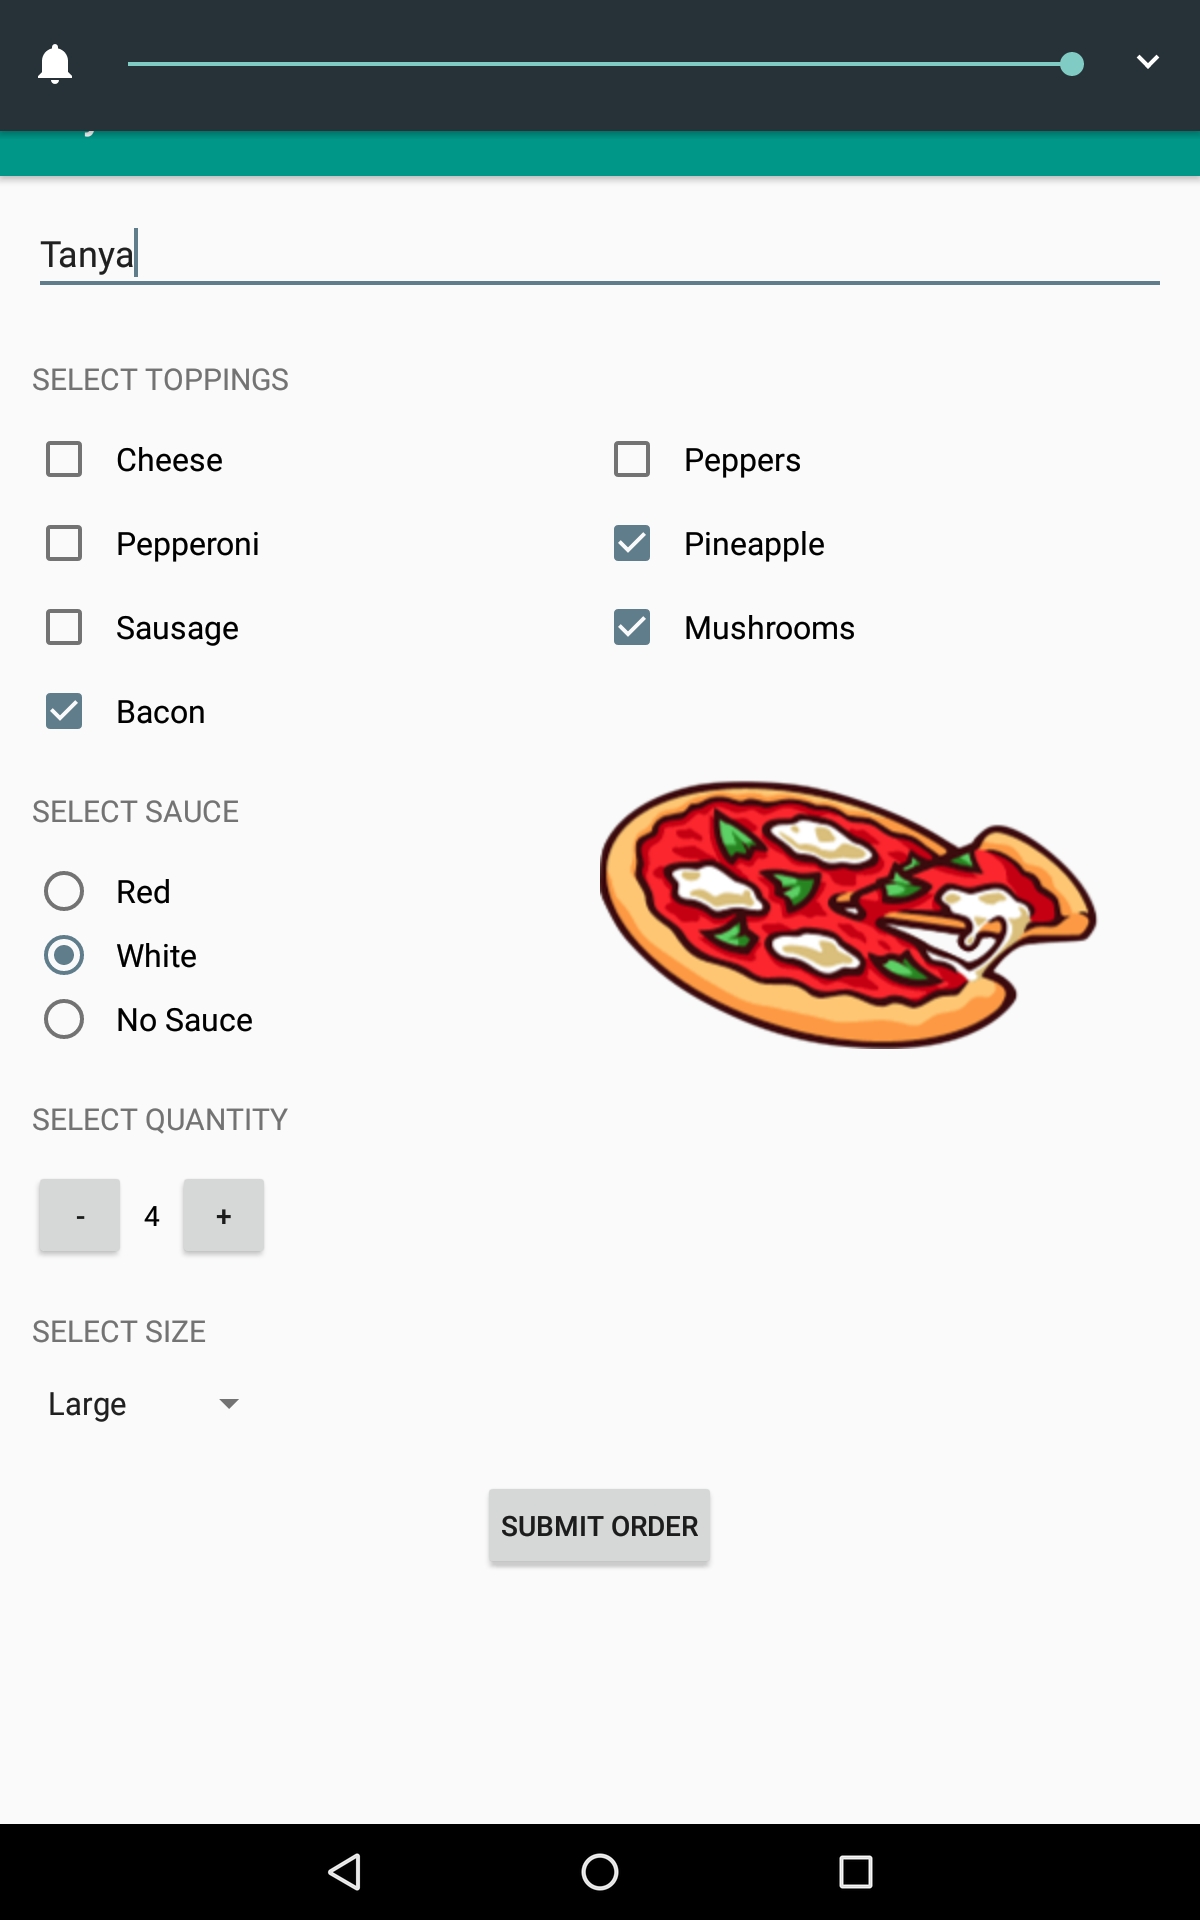 Tanya
SELECT TOPPINGS
Cheese
Peppers
Pepperoni
Pineapple
Sausage
Mushrooms
Bacon
SELECT SAUCE
Red
White
No Sauce
SELECT QUANTITY
- 4 +
SELECT SIZE
Large
SUBMIT ORDER